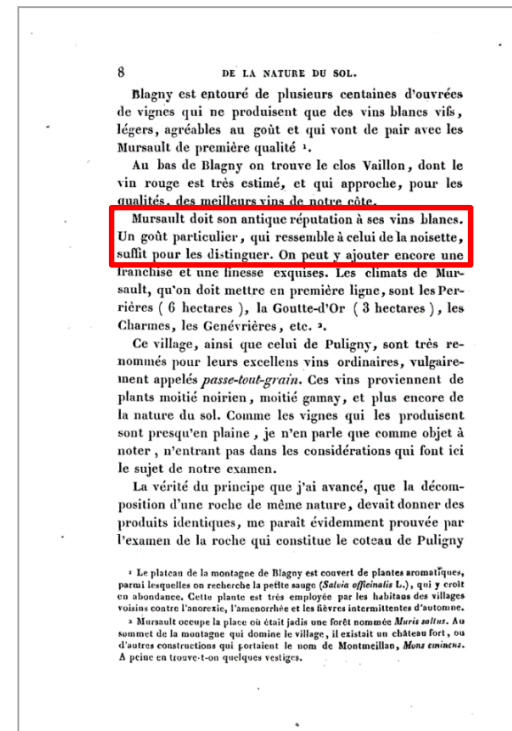 8 DE LA NATURE DU SOL.
Blagny est entouré de plusieurs centaines d'ouvrées
de vignes qui ne produisent que des vins blancs vifs,
légers, agréables au goût et qui vont de pair avec les
Mursault de première qualité ¹.
Au bas de Blagny on trouve le clos Vaillon, dont le
vin rouge est très estimé, et qui approche, pour les
qualités, des meilleurs vins de notre côte.
Mursault doit son antique réputation à ses vins blancs.
Un goût particulier, qui ressemble à celui de la noisette,
suffit pour les distinguer. On peut y ajouter encore une
franchise et une finesse exquises. Les climats de Mur-
sault, qu'on doit mettre en première ligne, sont les Per-
rières ( 6 hectares ), la Goutte-d'Or ( 3 hectares ), les
Charmes, les Genévrières, etc. ².
Ce village, ainsi que celui de Puligny, sont très re-
nommés pour leurs excellens vins ordinaires, vulgaire-
ment appelés passe-tout-grain. Ces vins proviennent de
plants moitié noirien, moitié gamay, et plus encore de
la nature du sol. Comme les vignes qui les produisent
sont presqu'en plaine, je n'en parle que comme objet à
noter, n'entrant pas dans les considérations qui font ici
le sujet de notre examen.
La vérité du principe que j'ai avancé, que la décom-
position d'une roche de même nature, devait donner des
produits identiques, me parait évidemment prouvée par
l'examen de la roche qui constitue le coteau de Puligny
¹ Le plateau de la montagne de Blagny est couvert de plantes aromatiques,
parmi lesquelles on recherche la petite sauge (Salvia officinalis L.), qui y croît
en abondance. Cette plante est très employée par les habitans des villages
voisins contre l'anorexie, l'amenorrhée et les fièvres intermittentes d'automne.
² Mursault occupe la place où était jadis une forêt nommée Muris saltus. Au
sommet de la montagne qui domine le village, il existait un château fort, ou
d'autres constructions qui portaient le nom de Montmeillan, Mons eminens.
A peine en trouve-t-on quelques vestiges.